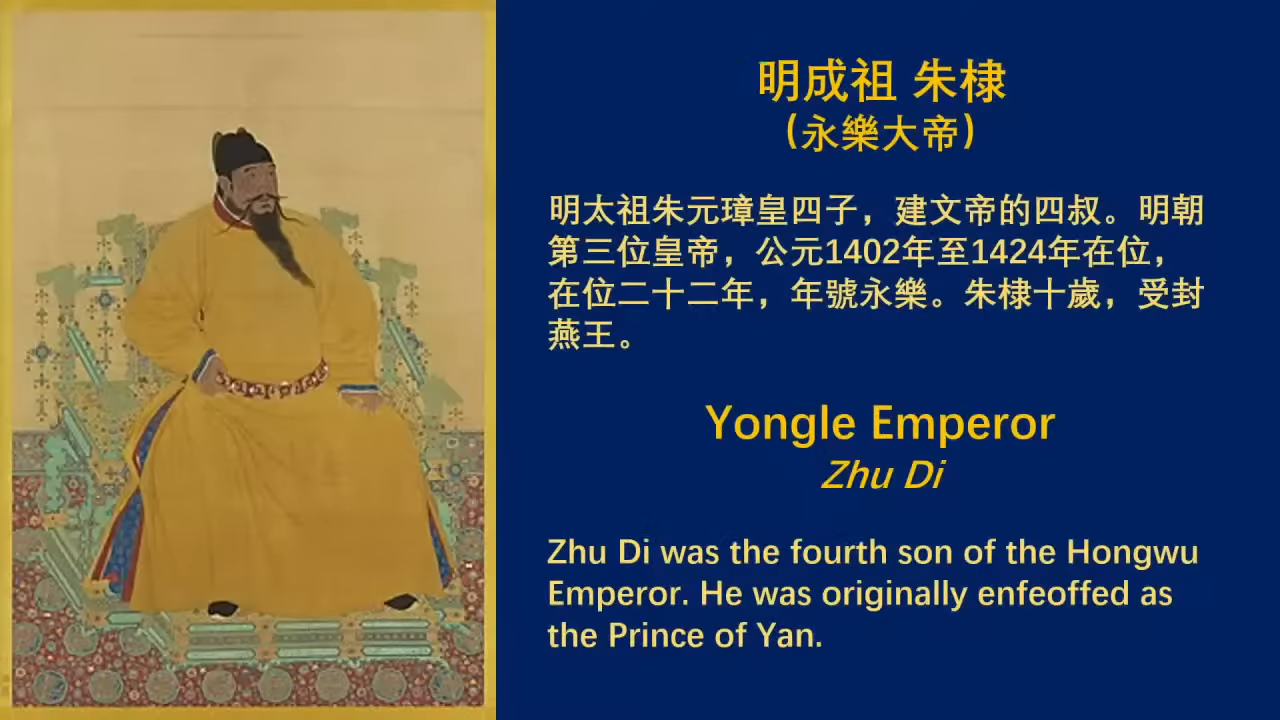 明成祖 朱棣
(永樂大帝)
明太祖朱元璋皇四子，建文帝的四叔。明朝
第三位皇帝，公元1402年至1424年在位，
在位二十二年，年號永樂。朱棣十歲，受封
燕王。
Yongle Emperor
Zhu Di
Zhu Di was the fourth son of the Hongwu
Emperor. He was originally enfeoffed as
the Prince of Yan.